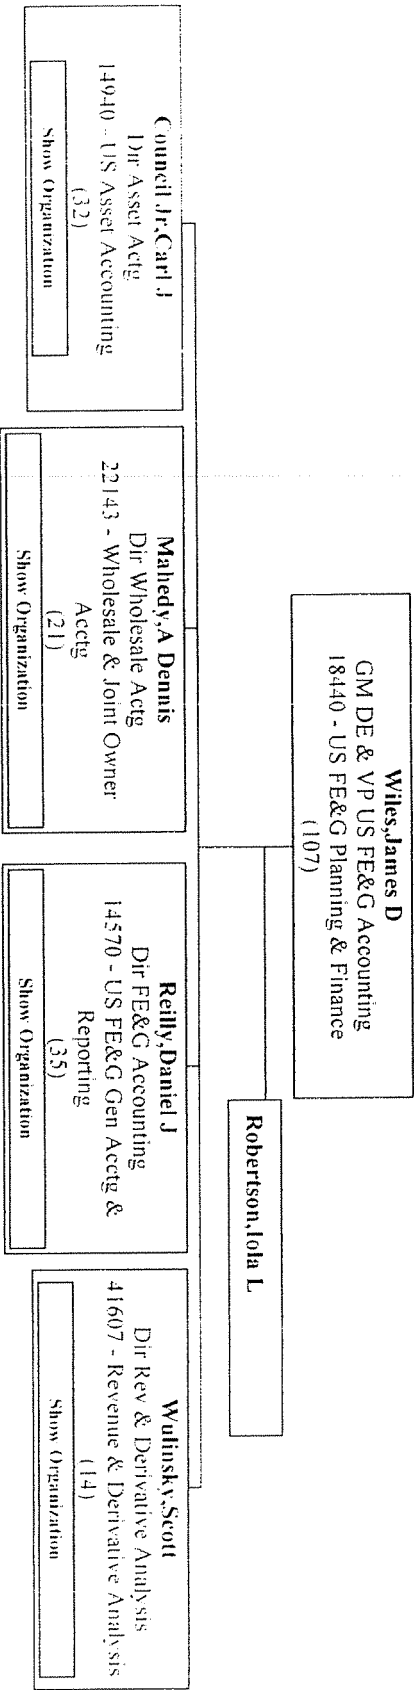 Wiles,James D
GM DE & VP US FE&G Accounting
18440 - US FE&G Planning & Finance
(107)
Robertson,Iola L
Council Jr,Carl J
Dir Asset Actg
14940 - US Asset Accounting
(32)
Show Organization
Mahedy,A Dennis
Dir Wholesale Actg
22143 - Wholesale & Joint Owner
Acctg
(21)
Show Organization
Reilly,Daniel J
Dir FE&G Accounting
14570 - US FE&G Gen Acctg &
Reporting
(35)
Show Organization
Wulinsky,Scott
Dir Rev & Derivative Analysis
41607 - Revenue & Derivative Analysis
(14)
Show Organization